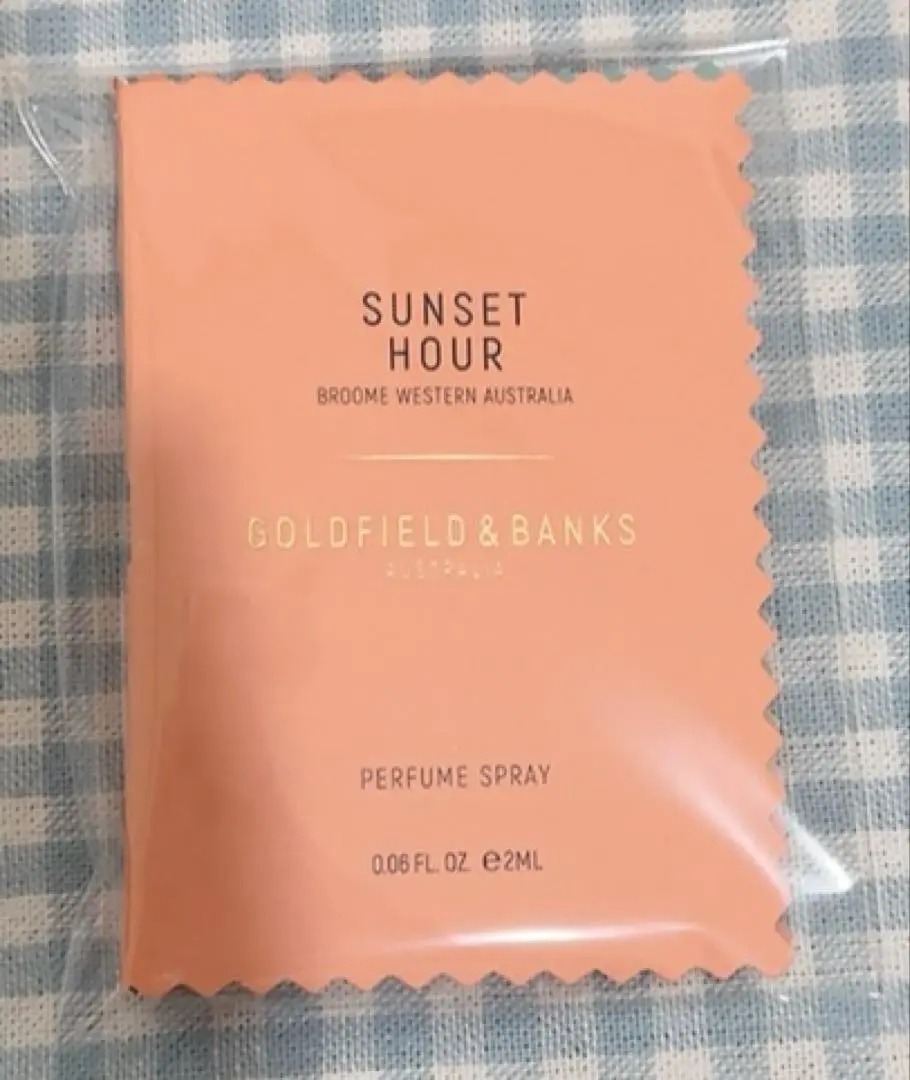 SUNSET
HOUR
BROOME WESTERN AUSTRALIA
GOLDFIELD & BANKS
AUSTRALIA
PERFUME SPRAY
0.06 FL. OZ. ℮2ML